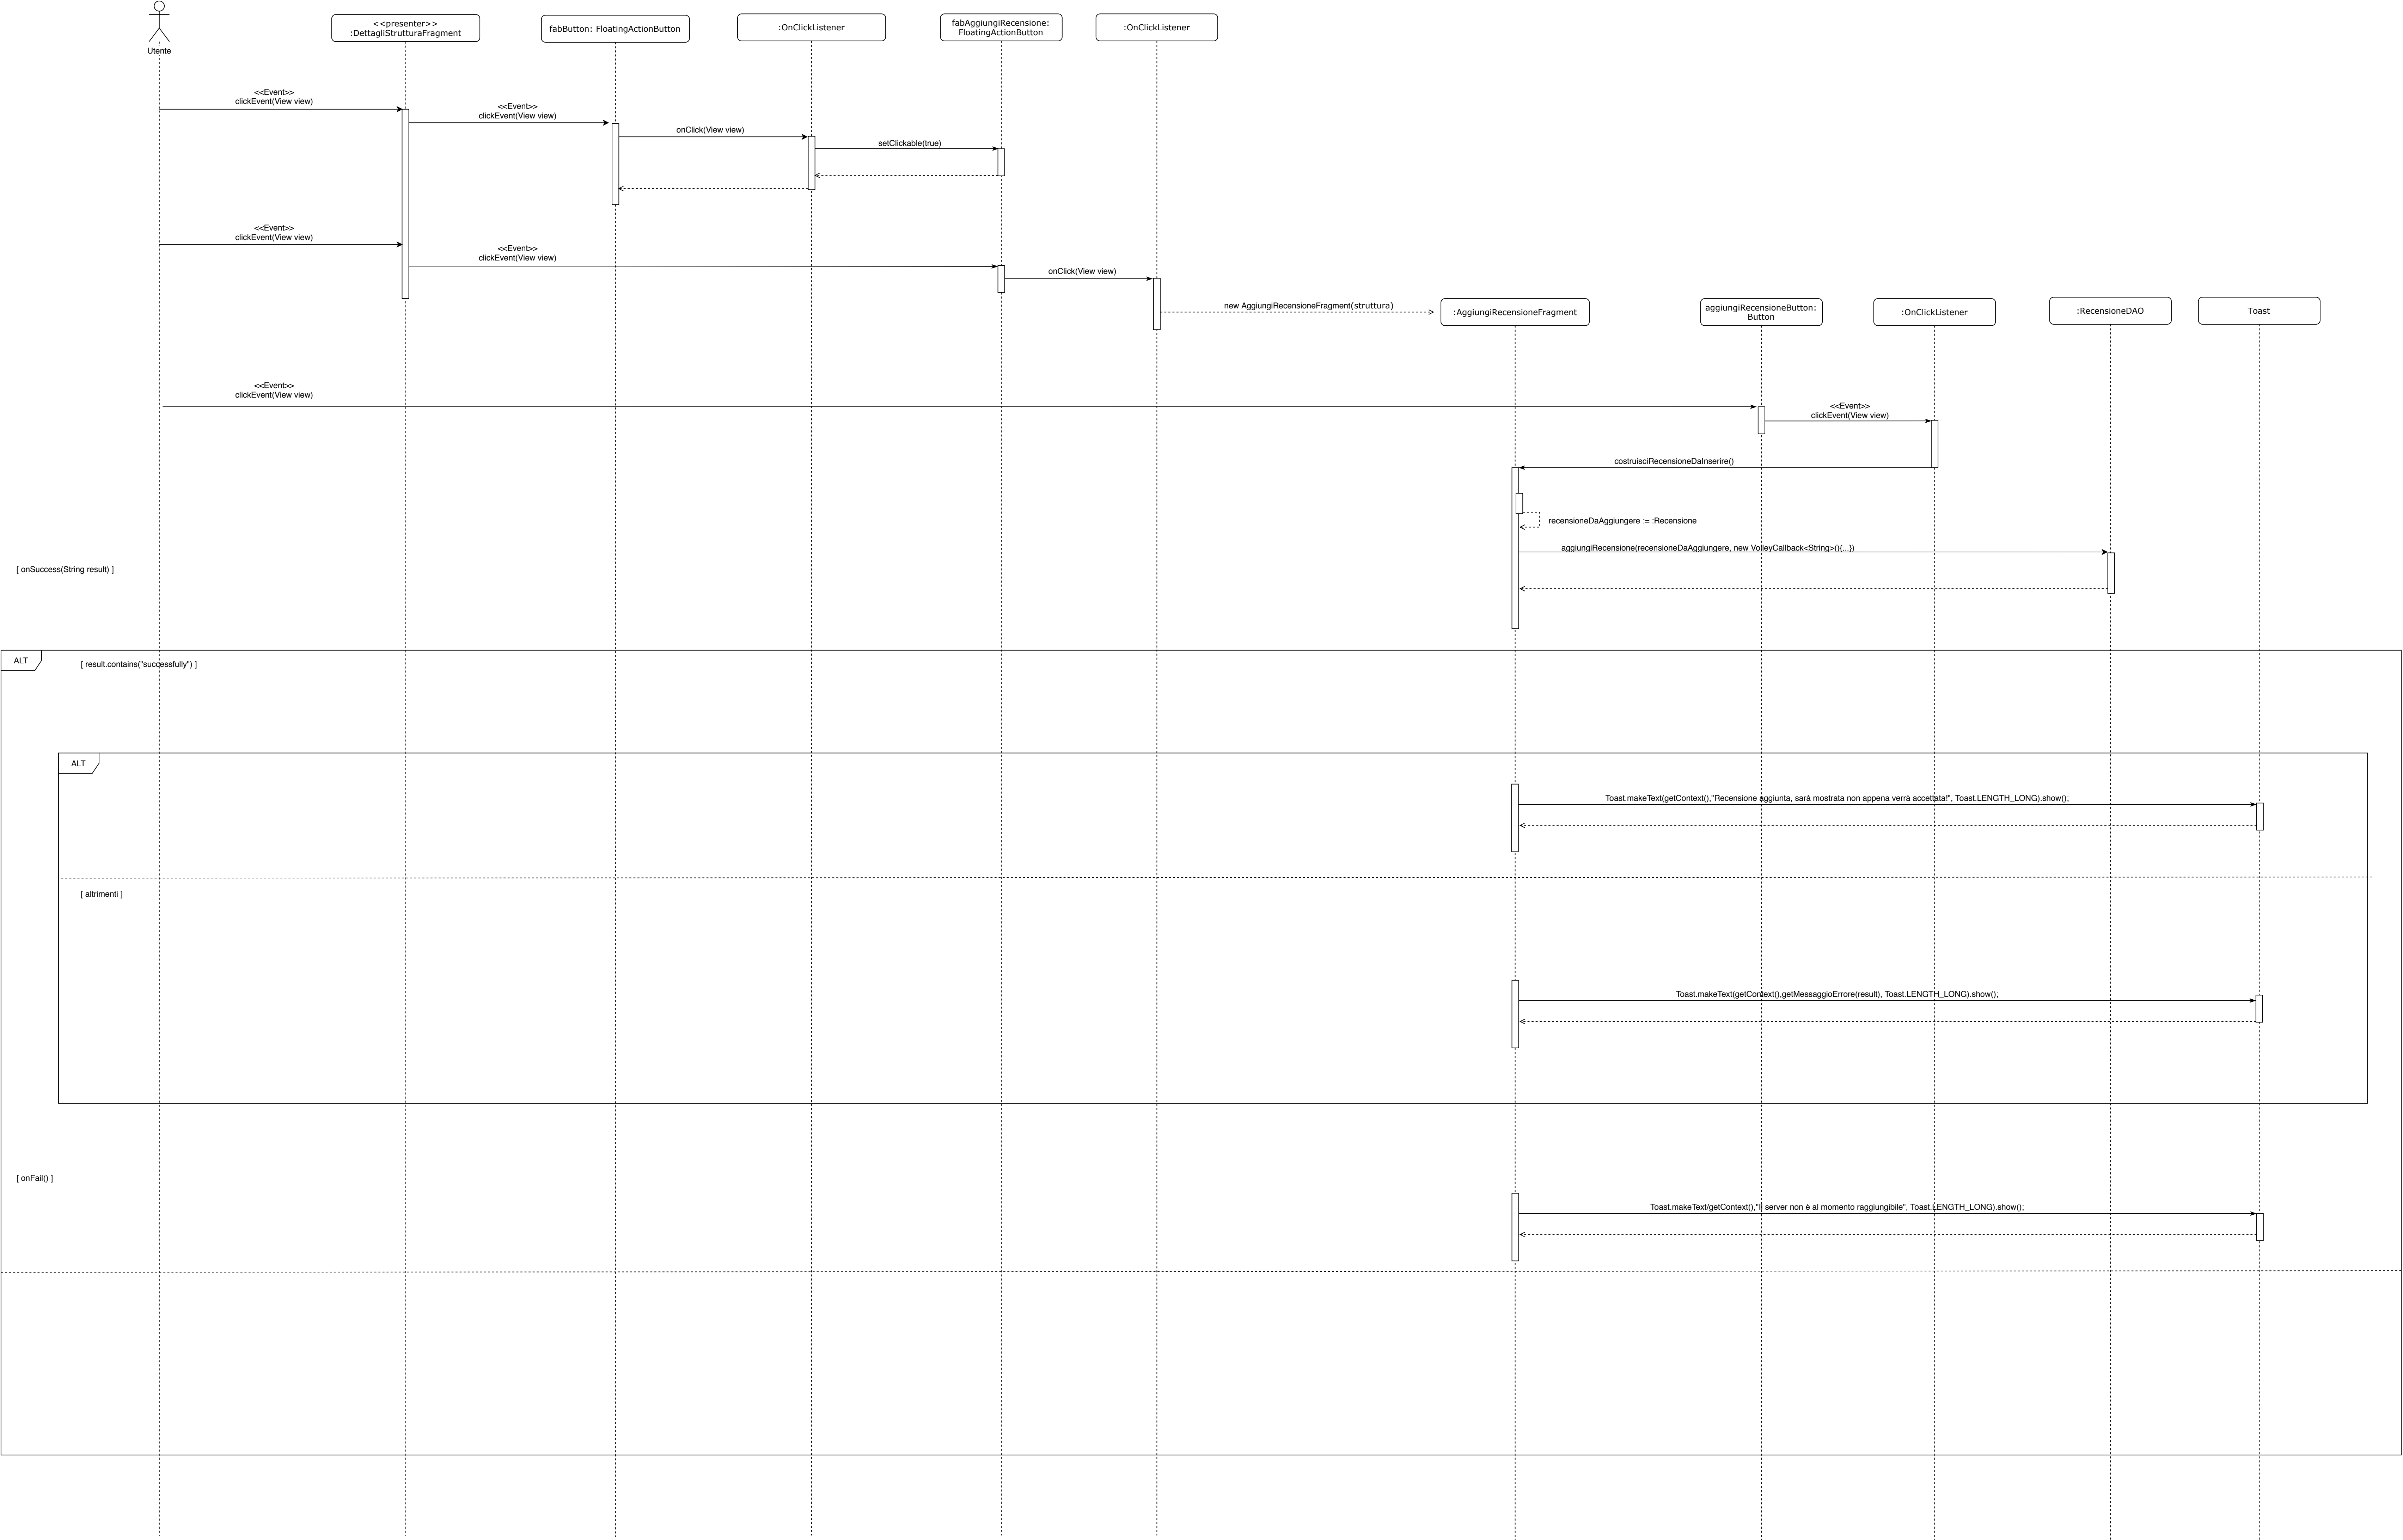 Utente
<<presenter>>
:DettagliStrutturaFragment
fabButton: FloatingActionButton
:OnClickListener
fabAggiungiRecensione:
FloatingActionButton
:OnClickListener
<<Event>>
clickEvent(View view)
<<Event>>
clickEvent(View view)
onClick(View view)
setClickable(true)
<<Event>>
clickEvent(View view)
<<Event>>
clickEvent(View view)
onClick(View view)
new AggiungiRecensioneFragment(struttura)
:AggiungiRecensioneFragment
aggiungiRecensioneButton:
Button
:OnClickListener
:RecensioneDAO
Toast
<<Event>>
clickEvent(View view)
<<Event>>
clickEvent(View view)
costruisciRecensioneDaInserire()
recensioneDaAggiungere := :Recensione
aggiungiRecensione(recensioneDaAggiungere, new VolleyCallback<String>(){...})
[ onSuccess(String result) ]
ALT
[ result.contains("successfully") ]
ALT
Toast.makeText(getContext(),"Recensione aggiunta, sarà mostrata non appena verrà accettata!", Toast.LENGTH_LONG).show();
[ altrimenti ]
Toast.makeText(getContext(),getMessaggioErrore(result), Toast.LENGTH_LONG).show();
[ onFail() ]
Toast.makeText/getContext(),"Il server non è al momento raggiungibile", Toast.LENGTH_LONG).show();